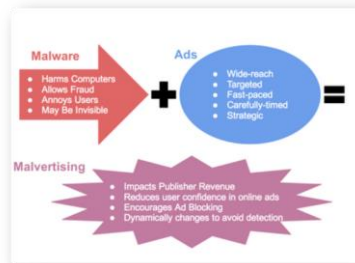 Malware
• Harms Computers
• Allows Fraud
• Annoys Users
• May Be Invisible
+
Ads
• Wide-reach
• Targeted
• Fast-paced
• Carefully-timed
• Strategic
=
Malvertising
• Impacts Publisher Revenue
• Reduces user confidence in online ads
• Encourages Ad Blocking
• Dynamically changes to avoid detection